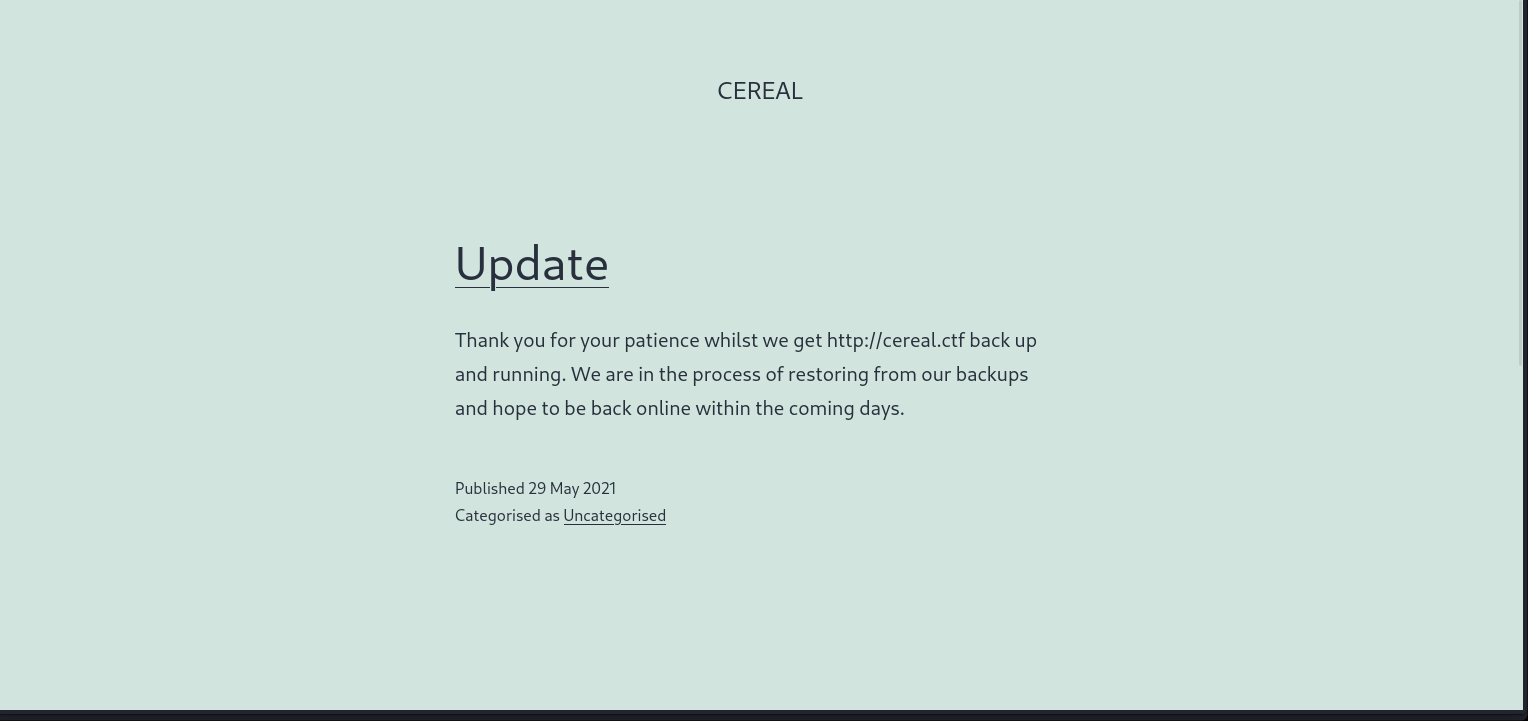 CEREAL
Update
Thank you for your patience whilst we get http://cereal.ctf back up
and running. We are in the process of restoring from our backups
and hope to be back online within the coming days.
Published 29 May 2021
Categorised as Uncategorised